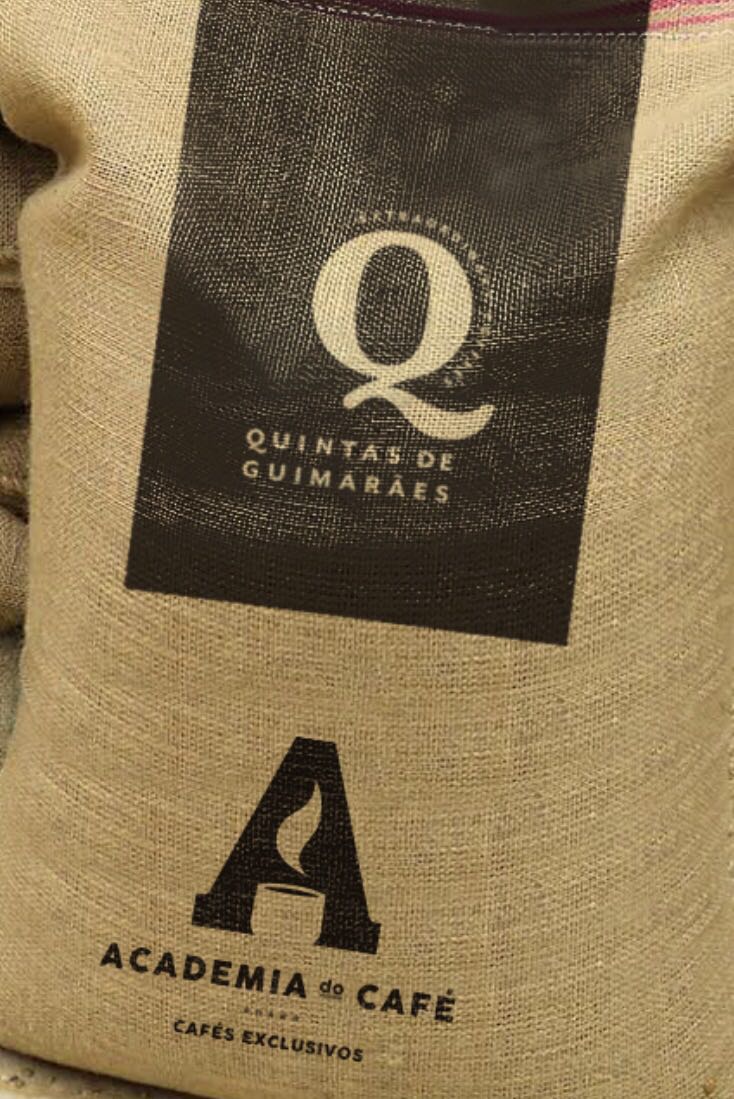 Q
QUINTAS DE
GUIMARÃES
A
ACADEMIA do CAFÉ
CAFÉS EXCLUSIVOS